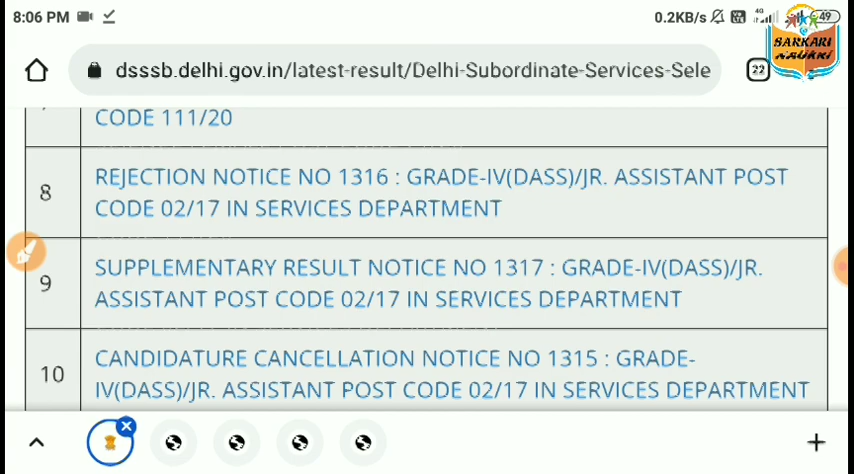 8:06 PM
0.2KB/s
4G
49
SARKARI
NAUKRI
dsssb.delhi.gov.in/latest-result/Delhi-Subordinate-Services-Sele
22
CODE 111/20
8
REJECTION NOTICE NO 1316 : GRADE-IV(DASS)/JR. ASSISTANT POST
CODE 02/17 IN SERVICES DEPARTMENT
9
SUPPLEMENTARY RESULT NOTICE NO 1317 : GRADE-IV(DASS)/JR.
ASSISTANT POST CODE 02/17 IN SERVICES DEPARTMENT
10
CANDIDATURE CANCELLATION NOTICE NO 1315 : GRADE-
IV(DASS)/JR. ASSISTANT POST CODE 02/17 IN SERVICES DEPARTMENT